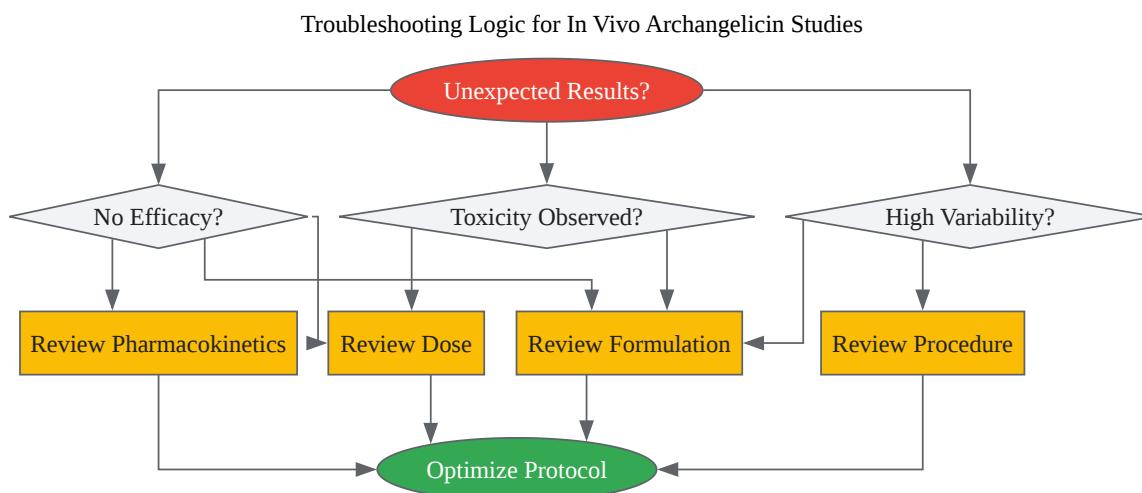 Troubleshooting Logic for In Vivo Archangelicin Studies
Unexpected Results?
No Efficacy?
Toxicity Observed?
High Variability?
Review Pharmacokinetics
Review Dose
Review Formulation
Review Procedure
Optimize Protocol